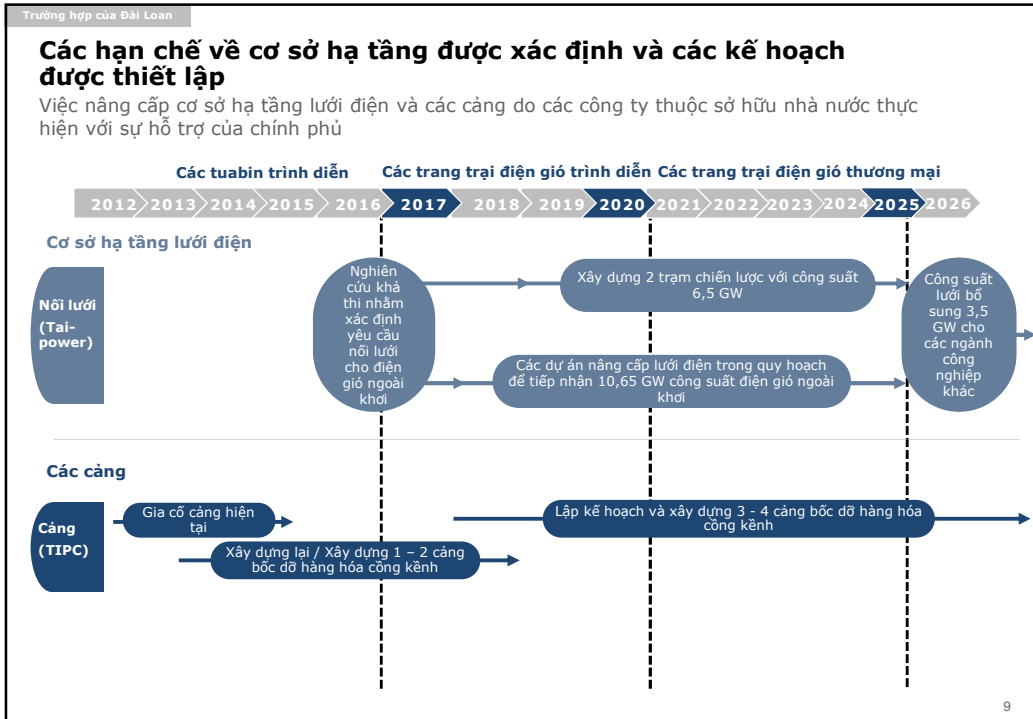 Trường hợp của Đài Loan
Các hạn chế về cơ sở hạ tầng được xác định và các kế hoạch
được thiết lập
Việc nâng cấp cơ sở hạ tầng lưới điện và các cảng do các công ty thuộc sở hữu nhà nước thực
hiện với sự hỗ trợ của chính phủ
Các tuabin trình diễn
Các trang trại điện gió trình diễn
Các trang trại điện gió thương mại
2012
2013
2014
2015
2016
2017
2018
2019
2020
2021
2022
2023
2024
2025
2026
Cơ sở hạ tầng lưới điện
Nối lưới
(Tai-
power)
Nghiên
cứu khả
thi nhằm
xác định
yêu cầu
nối lưới
cho điện
gió ngoài
khơi
Xây dựng 2 trạm chiến lược với công suất
6,5 GW
Các dự án nâng cấp lưới điện trong quy hoạch
để tiếp nhận 10,65 GW công suất điện gió ngoài
khơi
Công suất
lưới bổ
sung 3,5
GW cho
các ngành
công
nghiệp
khác
Các cảng
Cảng
(TIPC)
Gia cố cảng hiện
tại
Xây dựng lại / Xây dựng 1 – 2 cảng
bốc dỡ hàng hóa cồng kềnh
Lập kế hoạch và xây dựng 3 - 4 cảng bốc dỡ hàng hóa
cồng kềnh
9